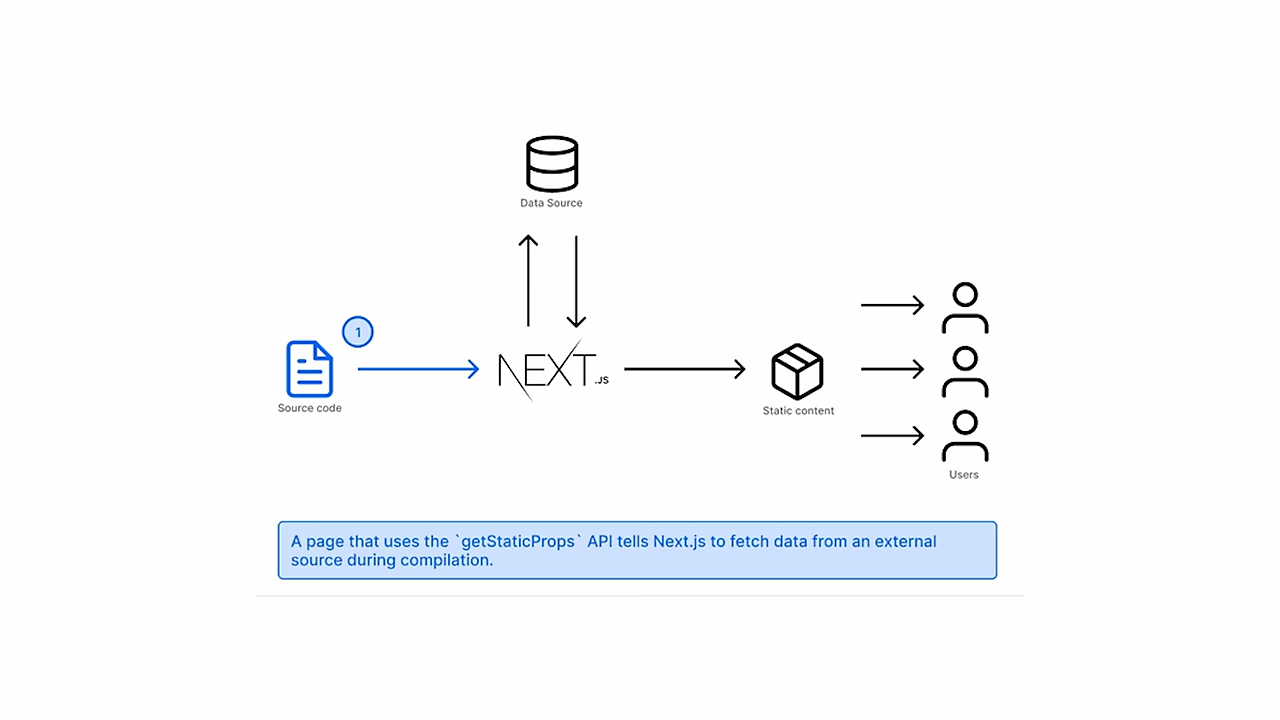 Data Source
1
NEXT.JS
Source code
Static content
Users
A page that uses the `getStaticProps` API tells Next.js to fetch data from an external
source during compilation.